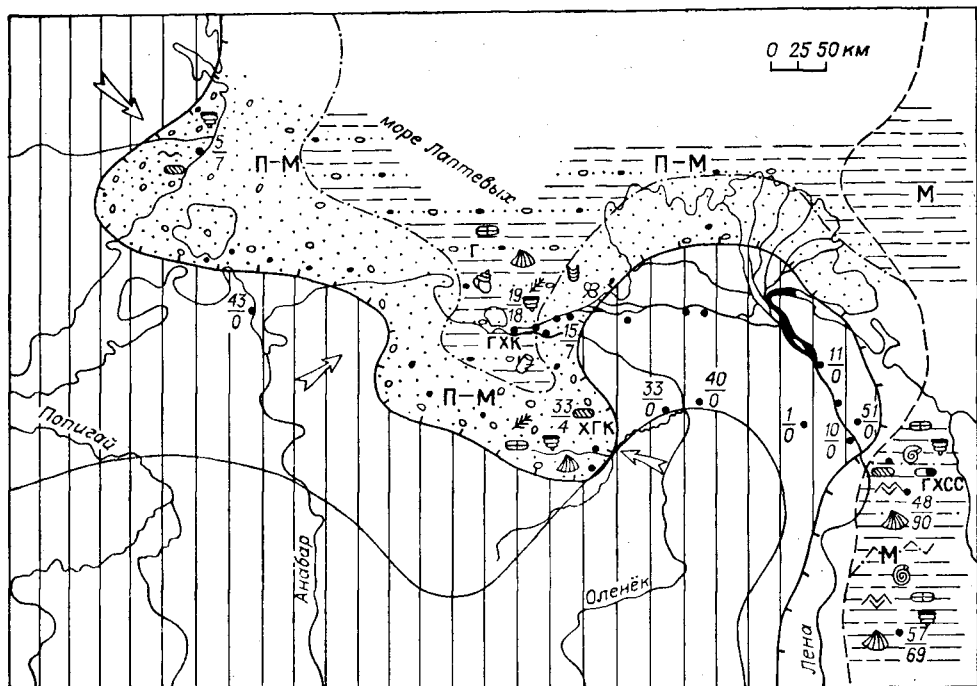 0 25 50 км
море Лаптевых
П-М
П-М
М
5
7
Г
19
18
ГХК
15
7
43
0
11
0
П-М
33
4
ХГК
33
0
40
0
1
0
51
0
10
0
ГХСС
48
90
М
57
69
Попигай
Анабар
Оленёк
Лена